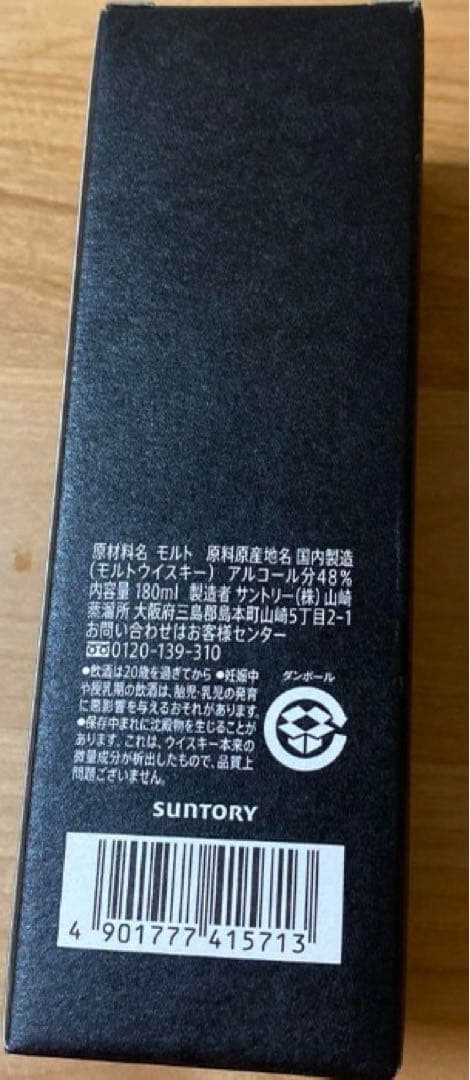 原材料名 モルト 原料原産地名 国内製造
(モルトウイスキー) アルコール分48%
内容量 180ml 製造者 サントリー(株)山崎
蒸溜所 大阪府三島郡島本町山崎5丁目2-1
お問い合わせはお客様センター
0120-139-310
●飲酒は20歳を過ぎてから ●妊娠中
や授乳期の飲酒は、胎児・乳児の発育
に悪影響を与えるおそれがあります。
●保存中まれに沈殿物を生じることが
あります。これは、ウイスキー本来の
微量成分が析出したもので、品質上
問題ございません。
ダンボール
SUNTORY
4 901777 415713